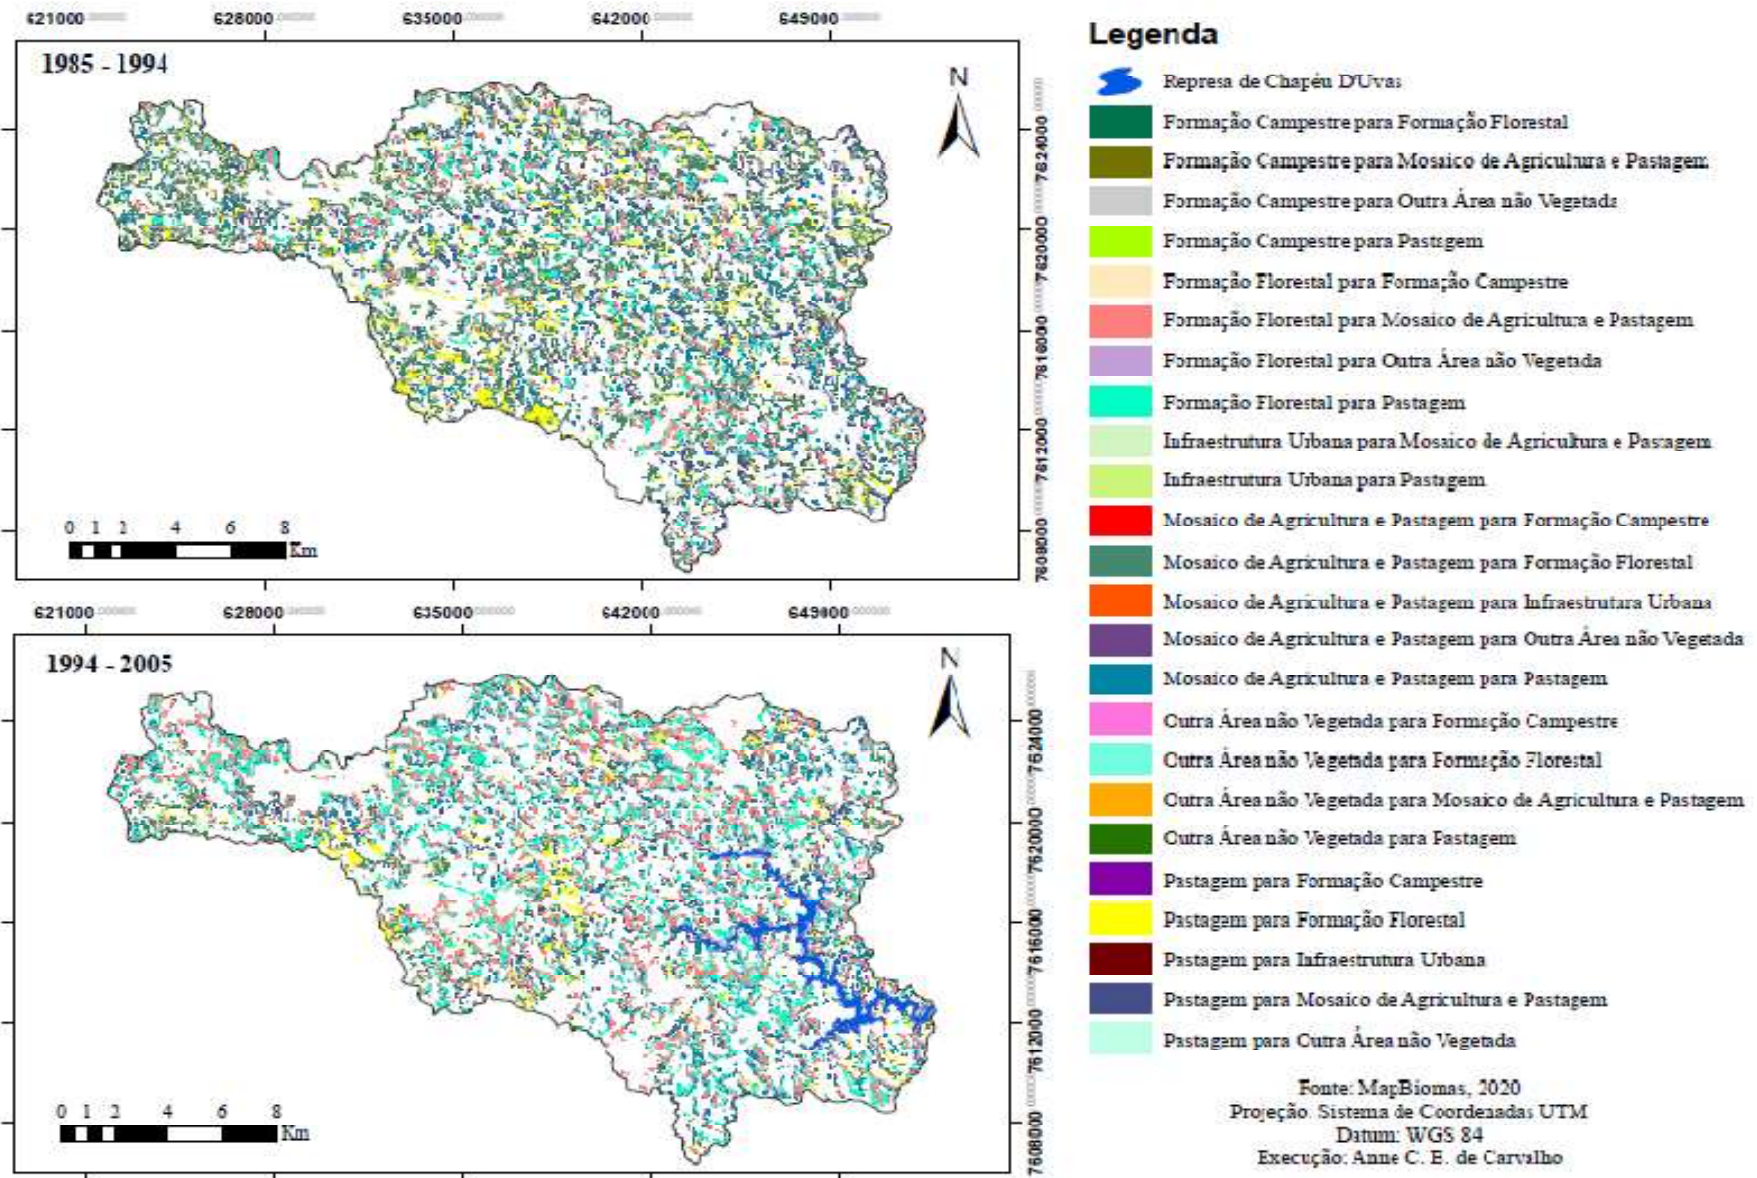 621000 628000 635000 642000 649000
1985 - 1994
N
7624000
7620000
7616000
7612000
7608000
0 1 2 4 6 8
Km
621000 628000 635000 642000 649000
1994 - 2005
N
7624000
7620000
7616000
7612000
7608000
0 1 2 4 6 8
Km
Legenda
Represa de Chapéu D'Uvas
Formação Campestre para Formação Florestal
Formação Campestre para Mosaico de Agricultura e Pastagem
Formação Campestre para Outra Área não Vegetada
Formação Campestre para Pastagem
Formação Florestal para Formação Campestre
Formação Florestal para Mosaico de Agricultura e Pastagem
Formação Florestal para Outra Área não Vegetada
Formação Florestal para Pastagem
Infraestrutura Urbana para Mosaico de Agricultura e Pastagem
Infraestrutura Urbana para Pastagem
Mosaico de Agricultura e Pastagem para Formação Campestre
Mosaico de Agricultura e Pastagem para Formação Florestal
Mosaico de Agricultura e Pastagem para Infraestrutura Urbana
Mosaico de Agricultura e Pastagem para Outra Área não Vegetada
Mosaico de Agricultura e Pastagem para Pastagem
Outra Área não Vegetada para Formação Campestre
Outra Área não Vegetada para Formação Florestal
Outra Área não Vegetada para Mosaico de Agricultura e Pastagem
Outra Área não Vegetada para Pastagem
Pastagem para Formação Campestre
Pastagem para Formação Florestal
Pastagem para Infraestrutura Urbana
Pastagem para Mosaico de Agricultura e Pastagem
Pastagem para Outra Área não Vegetada
Fonte: MapBiomas, 2020
Projeção: Sistema de Coordenadas UTM
Datum: WGS 84
Execução: Anne C. E. de Carvalho